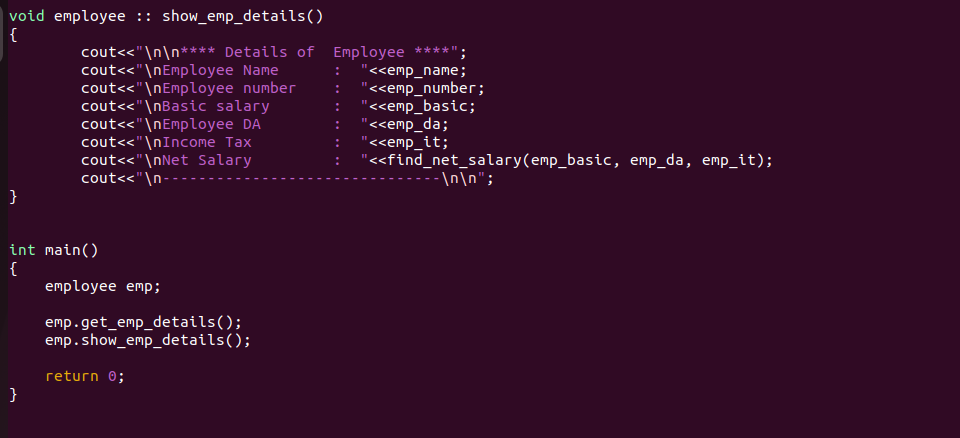 void employee :: show_emp_details()
{
        cout<<"\n\n**** Details of  Employee ****";
        cout<<"\nEmployee Name      :  "<<emp_name;
        cout<<"\nEmployee number    :  "<<emp_number;
        cout<<"\nBasic salary       :  "<<emp_basic;
        cout<<"\nEmployee DA        :  "<<emp_da;
        cout<<"\nIncome Tax         :  "<<emp_it;
        cout<<"\nNet Salary         :  "<<find_net_salary(emp_basic, emp_da, emp_it);
        cout<<"\n-------------------------------\n\n";
}
int main()
{
    employee emp;
    emp.get_emp_details();
    emp.show_emp_details();
    return 0;
}